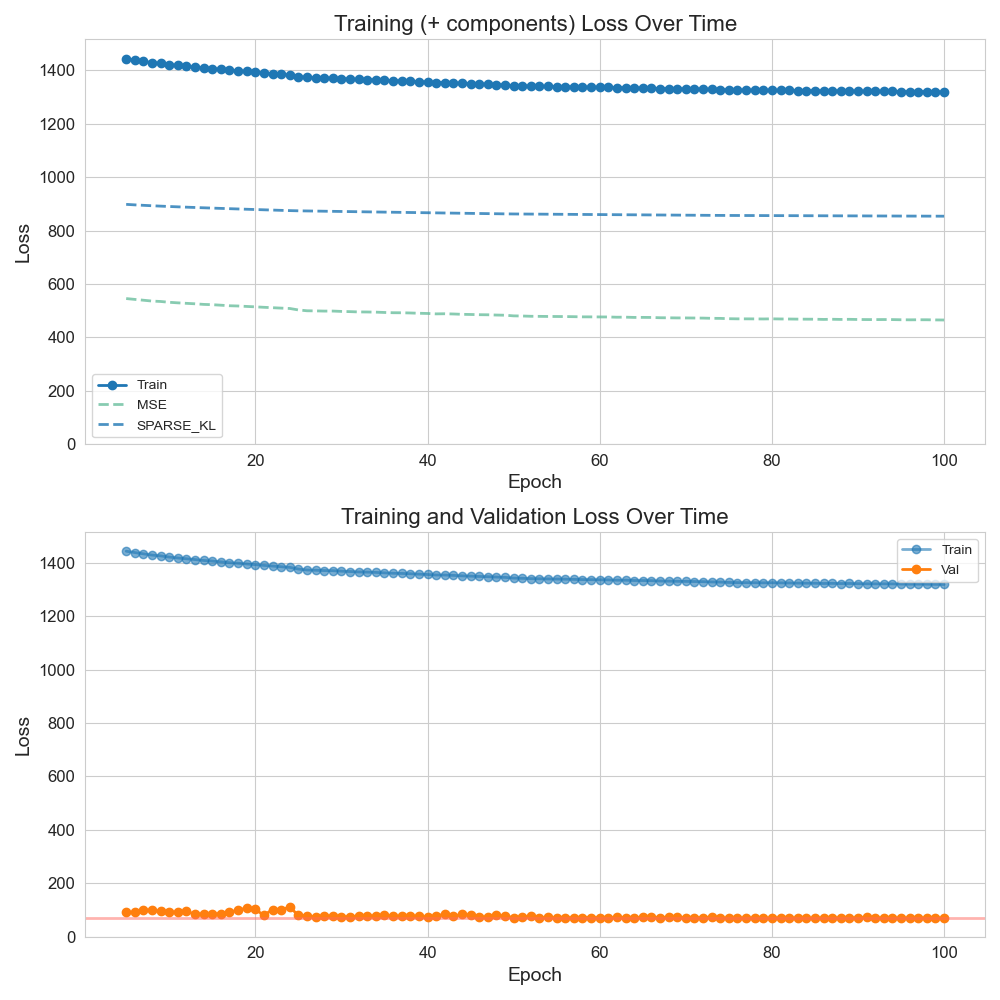 Training (+ components) Loss Over Time
Loss
1400
1200
1000
800
600
400
200
0
Train
MSE
SPARSE_KL
20 40 60 80 100
Epoch
Training and Validation Loss Over Time
Loss
1400
1200
1000
800
600
400
200
0
Train
Val
20 40 60 80 100
Epoch